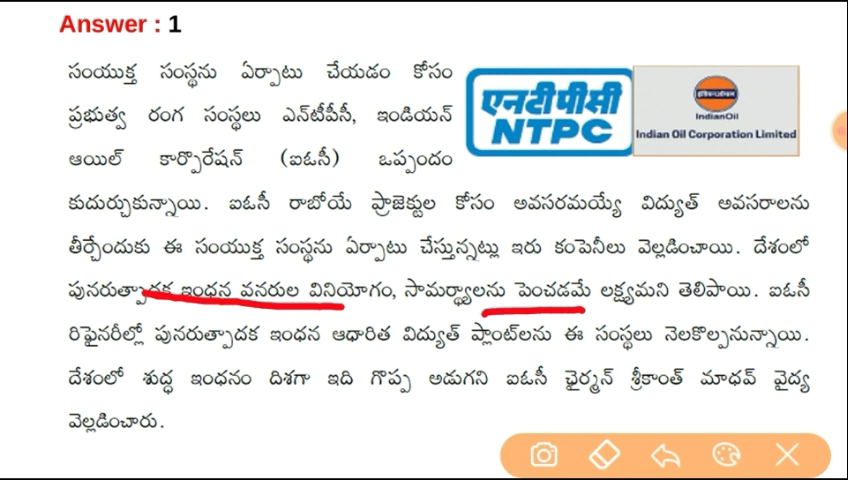 Answer : 1
సంయుక్త సంస్థను ఏర్పాటు చేయడం కోసం
ప్రభుత్వ రంగ సంస్థలు ఎన్‌టీపీసీ, ఇండియన్
ఆయిల్ కార్పొరేషన్ (ఐఓసీ) ఒప్పందం
एनटीपीसी
NTPC
इंडियनऑयल
IndianOil
Indian Oil Corporation Limited
కుదుర్చుకున్నాయి. ఐఓసీ రాబోయే ప్రాజెక్టుల కోసం అవసరమయ్యే విద్యుత్ అవసరాలను
తీర్చేందుకు ఈ సంయుక్త సంస్థను ఏర్పాటు చేస్తున్నట్లు ఇరు కంపెనీలు వెల్లడించాయి. దేశంలో
పునరుత్పాదక ఇంధన వనరుల వినియోగం, సామర్థ్యాలను పెంచడమే లక్ష్యమని తెలిపాయి. ఐఓసీ
రిఫైనరీల్లో పునరుత్పాదక ఇంధన ఆధారిత విద్యుత్ ప్లాంట్‌లను ఈ సంస్థలు నెలకొల్పనున్నాయి.
దేశంలో శుద్ధ ఇంధనం దిశగా ఇది గొప్ప అడుగని ఐఓసీ ఛైర్మన్ శ్రీకాంత్ మాధవ్ వైద్య
వెల్లడించారు.